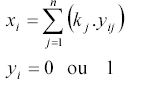 x_i = \sum_{j=1}^{n} (k_j . y_{ij})
y_i = 0 ou 1